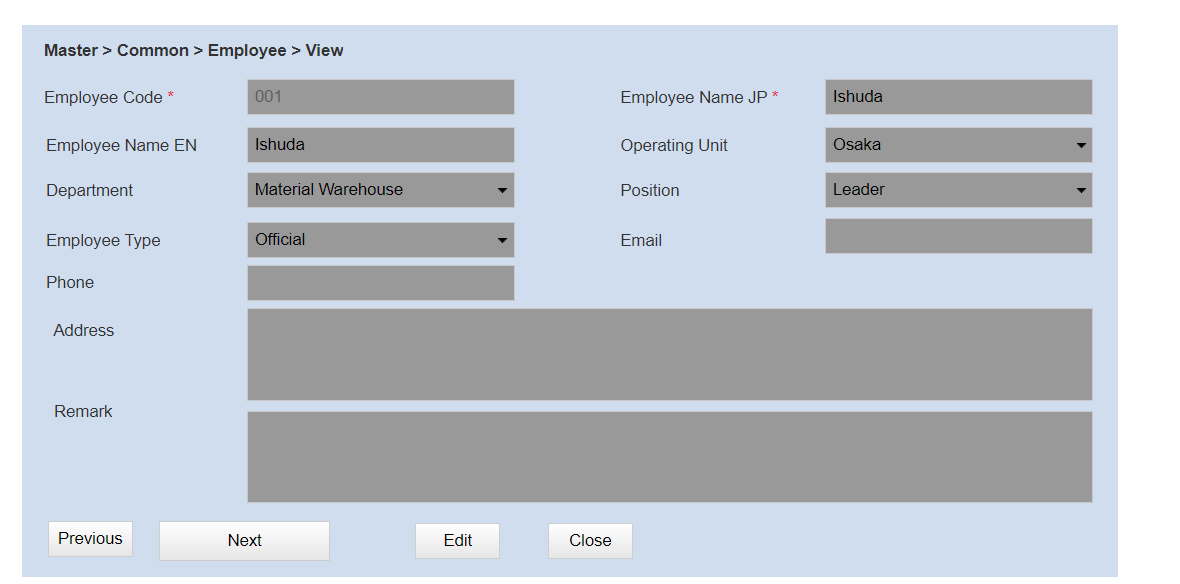 Master > Common > Employee > View
Employee Code * 001 Employee Name JP * Ishuda
Employee Name EN Ishuda Operating Unit Osaka
Department Material Warehouse Position Leader
Employee Type Official Email
Phone
Address
Remark
Previous Next Edit Close